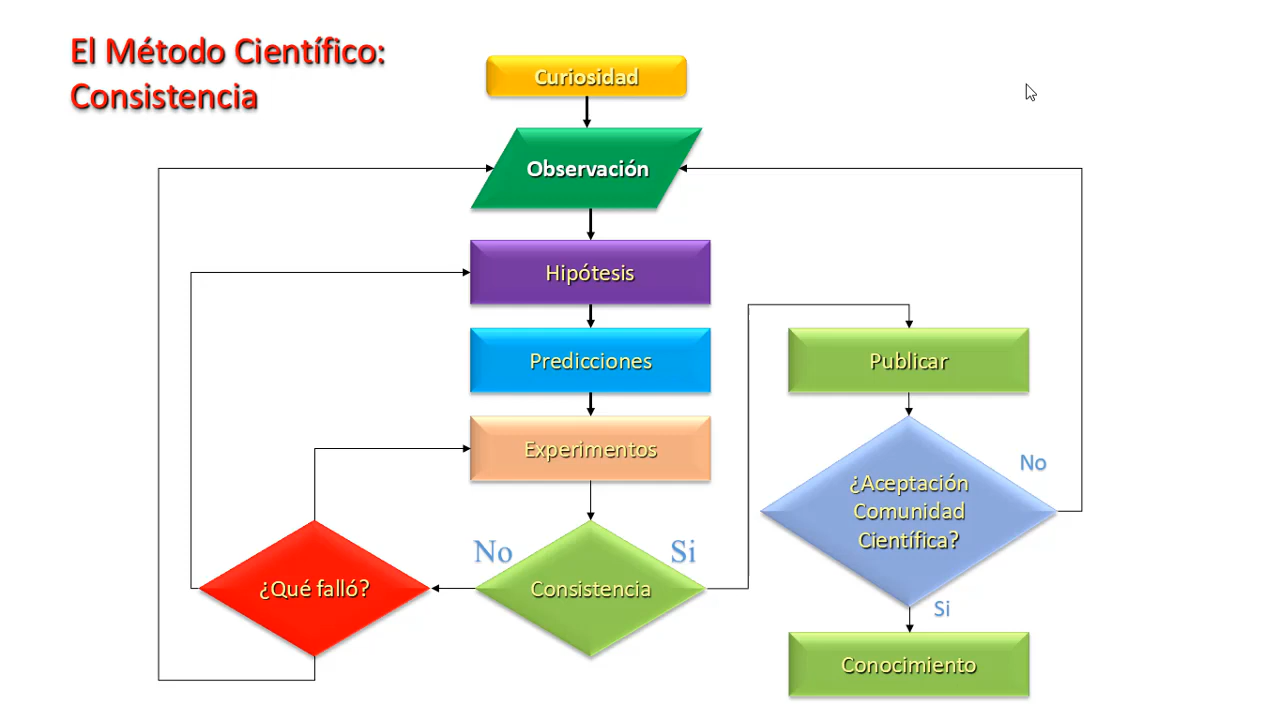 El Método Científico:
Consistencia
Curiosidad
Observación
Hipótesis
Predicciones
Publicar
Experimentos
No
¿Aceptación
Comunidad
Científica?
No
Si
¿Qué falló?
Consistencia
Si
Conocimiento